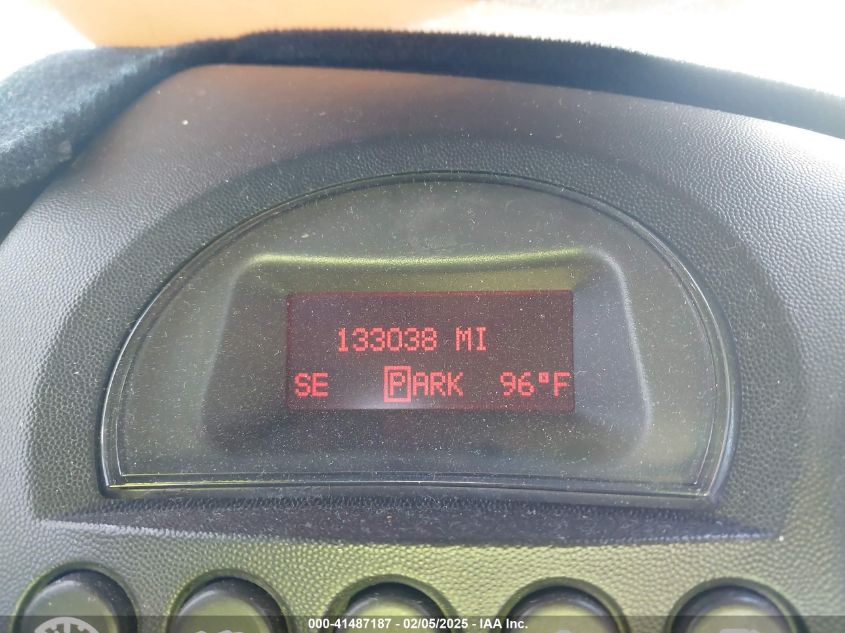 133038 MI
SE PARK 96°F
000-41487187 - 02/05/2025 - IAA Inc.